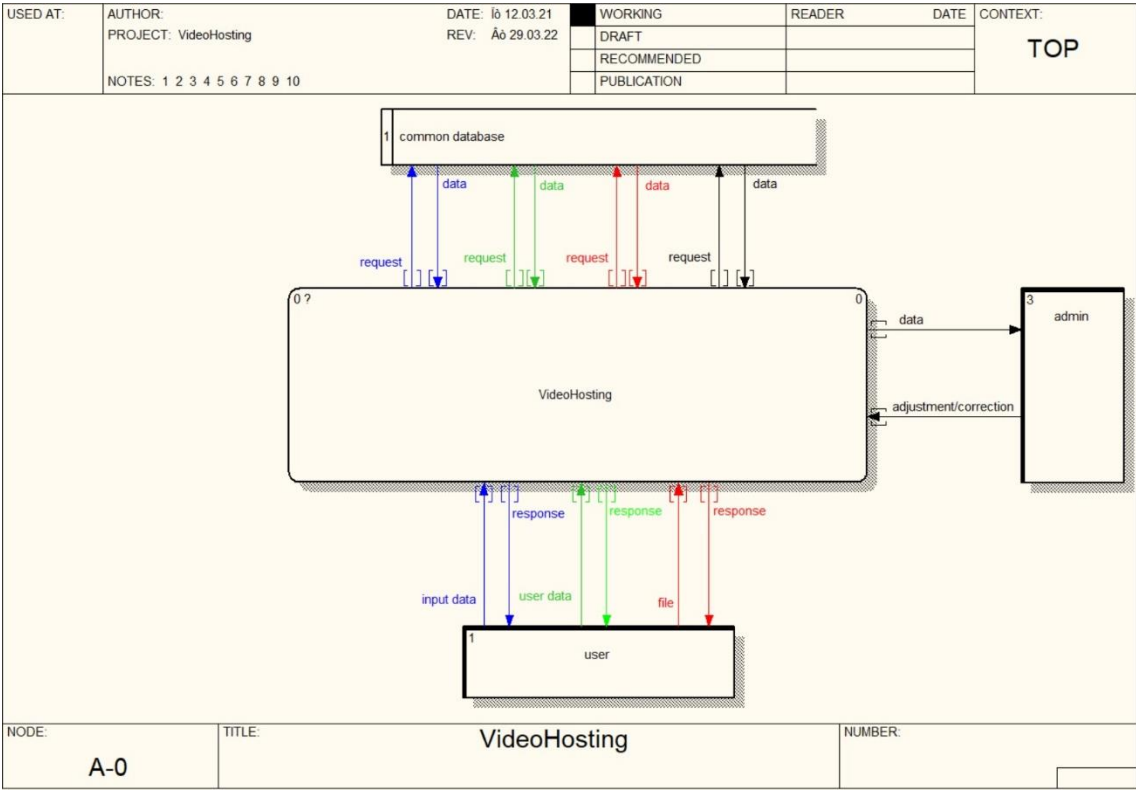 USED AT:
AUTHOR:
DATE: Ïò 12.03.21
WORKING
READER
DATE
CONTEXT:
PROJECT: VideoHosting
REV: Âò 29.03.22
DRAFT
TOP
RECOMMENDED
NOTES: 1 2 3 4 5 6 7 8 9 10
PUBLICATION
1
common database
data
data
data
data
request
request
request
request
0 ?
0
VideoHosting
data
adjustment/correction
3
admin
response
response
response
input data
user data
file
1
user
NODE:
A-0
TITLE:
VideoHosting
NUMBER: